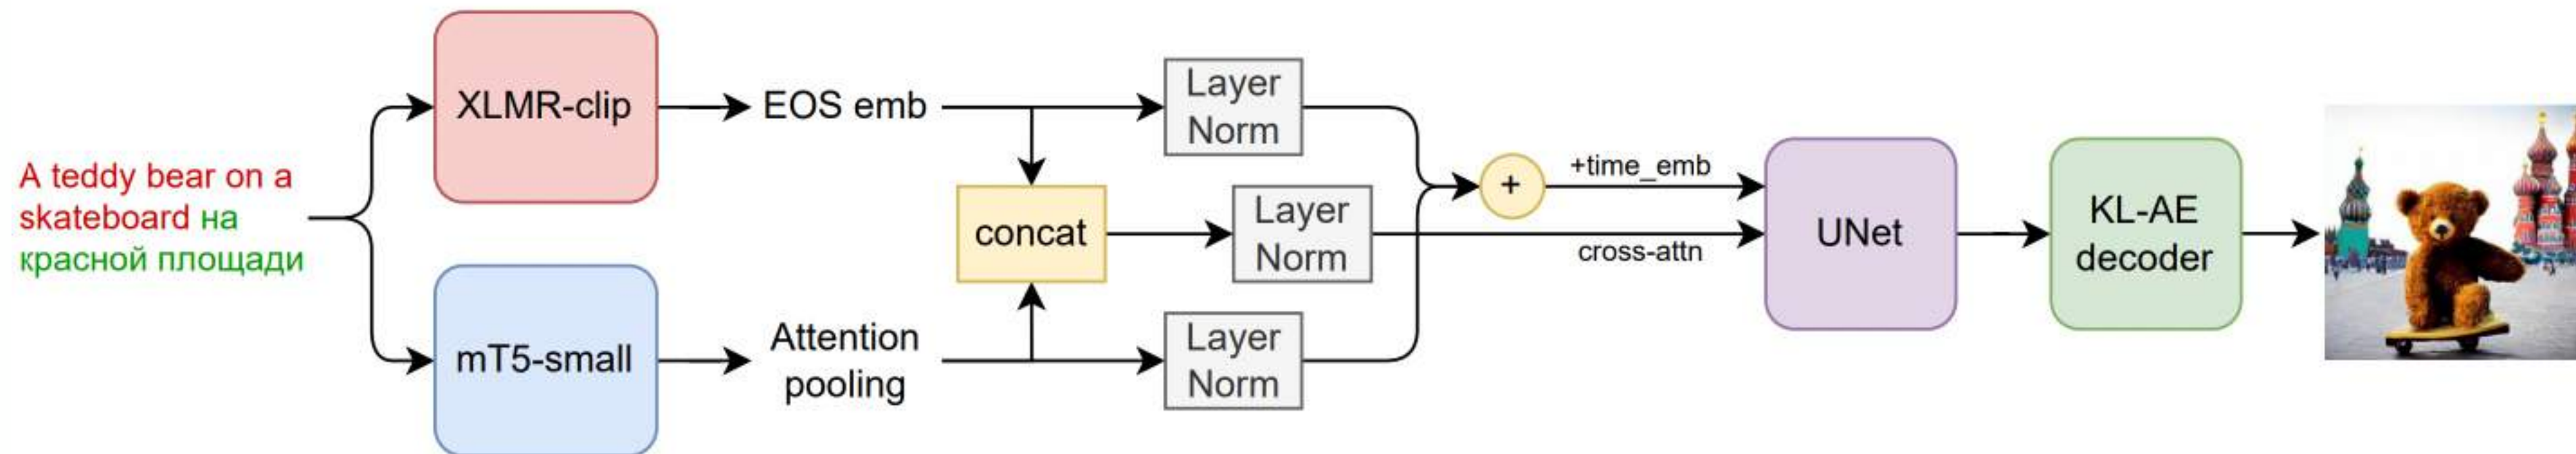 A teddy bear on a
skateboard на
красной площади
XLMR-clip
mT5-small
EOS emb
Attention
pooling
concat
Layer
Norm
Layer
Norm
Layer
Norm
+
+time_emb
cross-attn
UNet
KL-AE
decoder